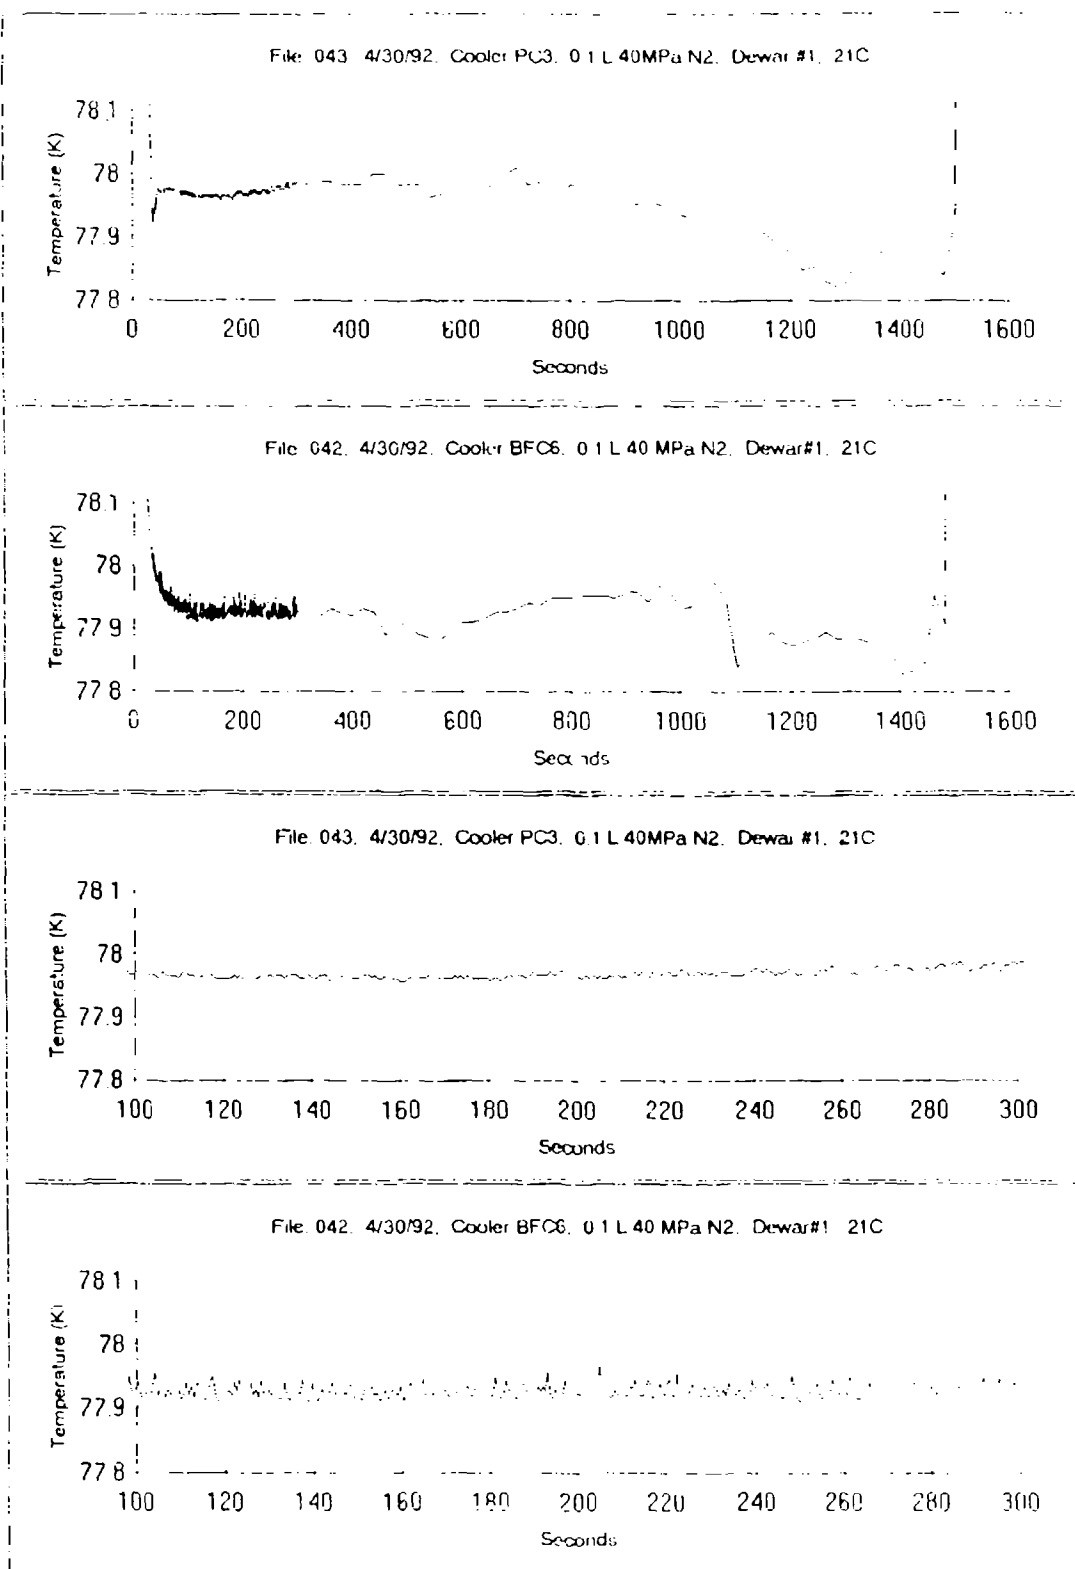 File 043 4/30/92, Cooler PC3, 0 1 L 40MPa N2, Dewar #1, 21C
78 1
78
77.9
77 8
Temperature (K)
0 200 400 600 800 1000 1200 1400 1600
Seconds
File 042, 4/30/92, Cooler BFC6, 0 1 L 40 MPa N2, Dewar#1, 21C
78.1
78
77.9
77 8
Temperature (K)
0 200 400 600 800 1000 1200 1400 1600
Seconds
File 043, 4/30/92, Cooler PC3, 0.1 L 40MPa N2, Dewar #1, 21C
78 1
78
77.9
77.8
Temperature (K)
100 120 140 160 180 200 220 240 260 280 300
Seconds
File. 042, 4/30/92, Cooler BFC6, 0 1 L 40 MPa N2, Dewar#1 21C
78 1
78
77.9
77 8
Temperature (K)
100 120 140 160 180 200 220 240 260 280 300
Seconds